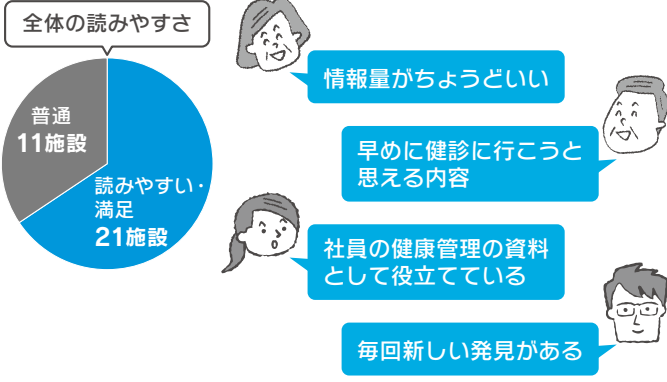 全体の読みやすさ
普通
11施設
読みやすい・
満足
21施設
情報量がちょうどいい
早めに健診に行こうと
思える内容
社員の健康管理の資料
として役立てている
毎回新しい発見がある